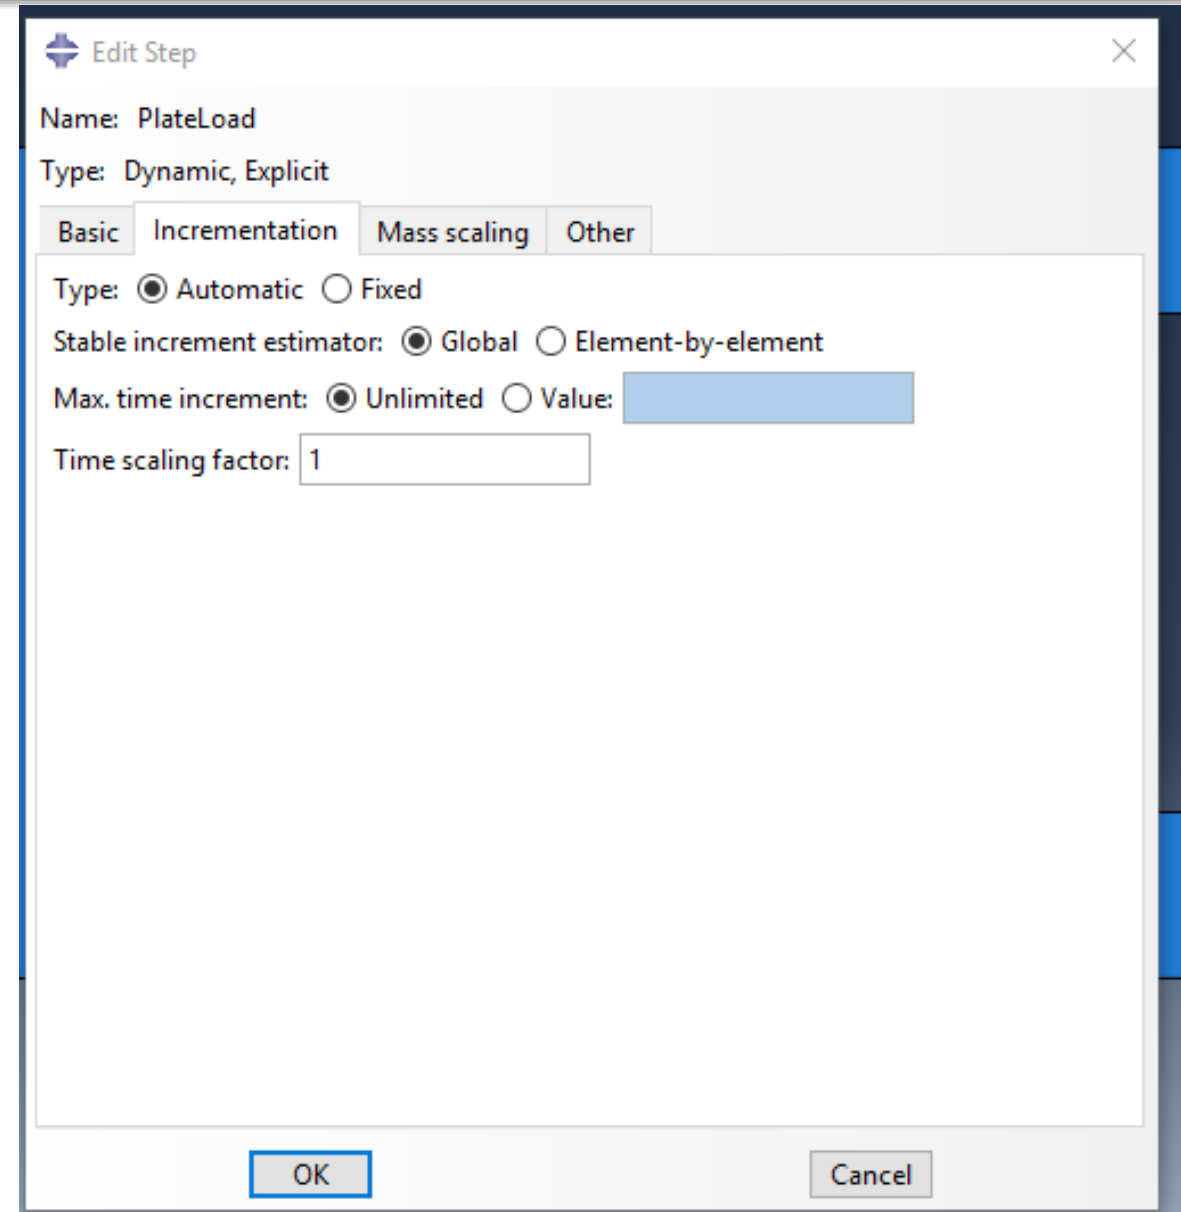 Edit Step
Name: PlateLoad
Type: Dynamic, Explicit
Basic Incrementation Mass scaling Other
Type: Automatic Fixed
Stable increment estimator: Global Element-by-element
Max. time increment: Unlimited Value:
Time scaling factor: 1
OK Cancel